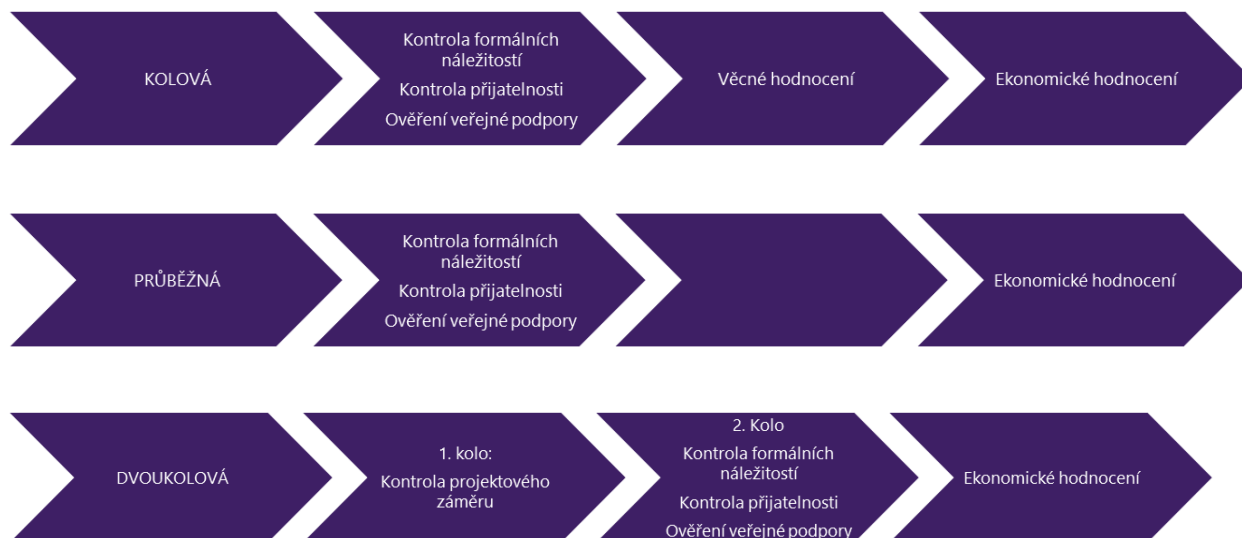 KOLOVÁ
Kontrola formálních
náležitostí
Kontrola přijatelnosti
Ověření veřejné podpory
Věcné hodnocení
Ekonomické hodnocení
PRŮBĚŽNÁ
Kontrola formálních
náležitostí
Kontrola přijatelnosti
Ověření veřejné podpory
Ekonomické hodnocení
DVOUKOLOVÁ
1. kolo:
Kontrola projektového
záměru
2. Kolo
Kontrola formálních
náležitostí
Kontrola přijatelnosti
Ověření veřejné podpory
Ekonomické hodnocení